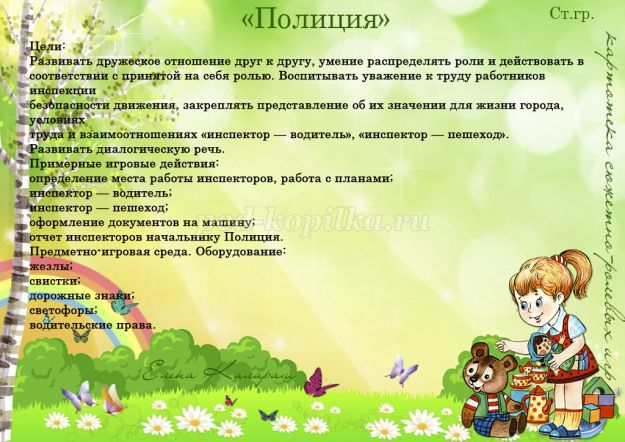 «Полиция»
Ст.гр.
Цели:
Развивать дружеское отношение друг к другу, умение распределять роли и действовать в
соответствии с принятой на себя ролью. Воспитывать уважение к труду работников
инспекции
безопасности движения, закреплять представление об их значении для жизни города,
условиях
труда и взаимоотношениях «инспектор — водитель», «инспектор — пешеход».
Развивать диалогическую речь.
Примерные игровые действия:
определение места работы инспекторов, работа с планами;
инспектор — водитель;
инспектор — пешеход;
оформление документов на машину;
отчет инспекторов начальнику Полиция.
Предметно-игровая среда. Оборудование:
жезлы;
свистки;
дорожные знаки;
светофоры;
водительские права.
картотека сюжетно-ролевых игр
ped-kopilka.ru
Елена